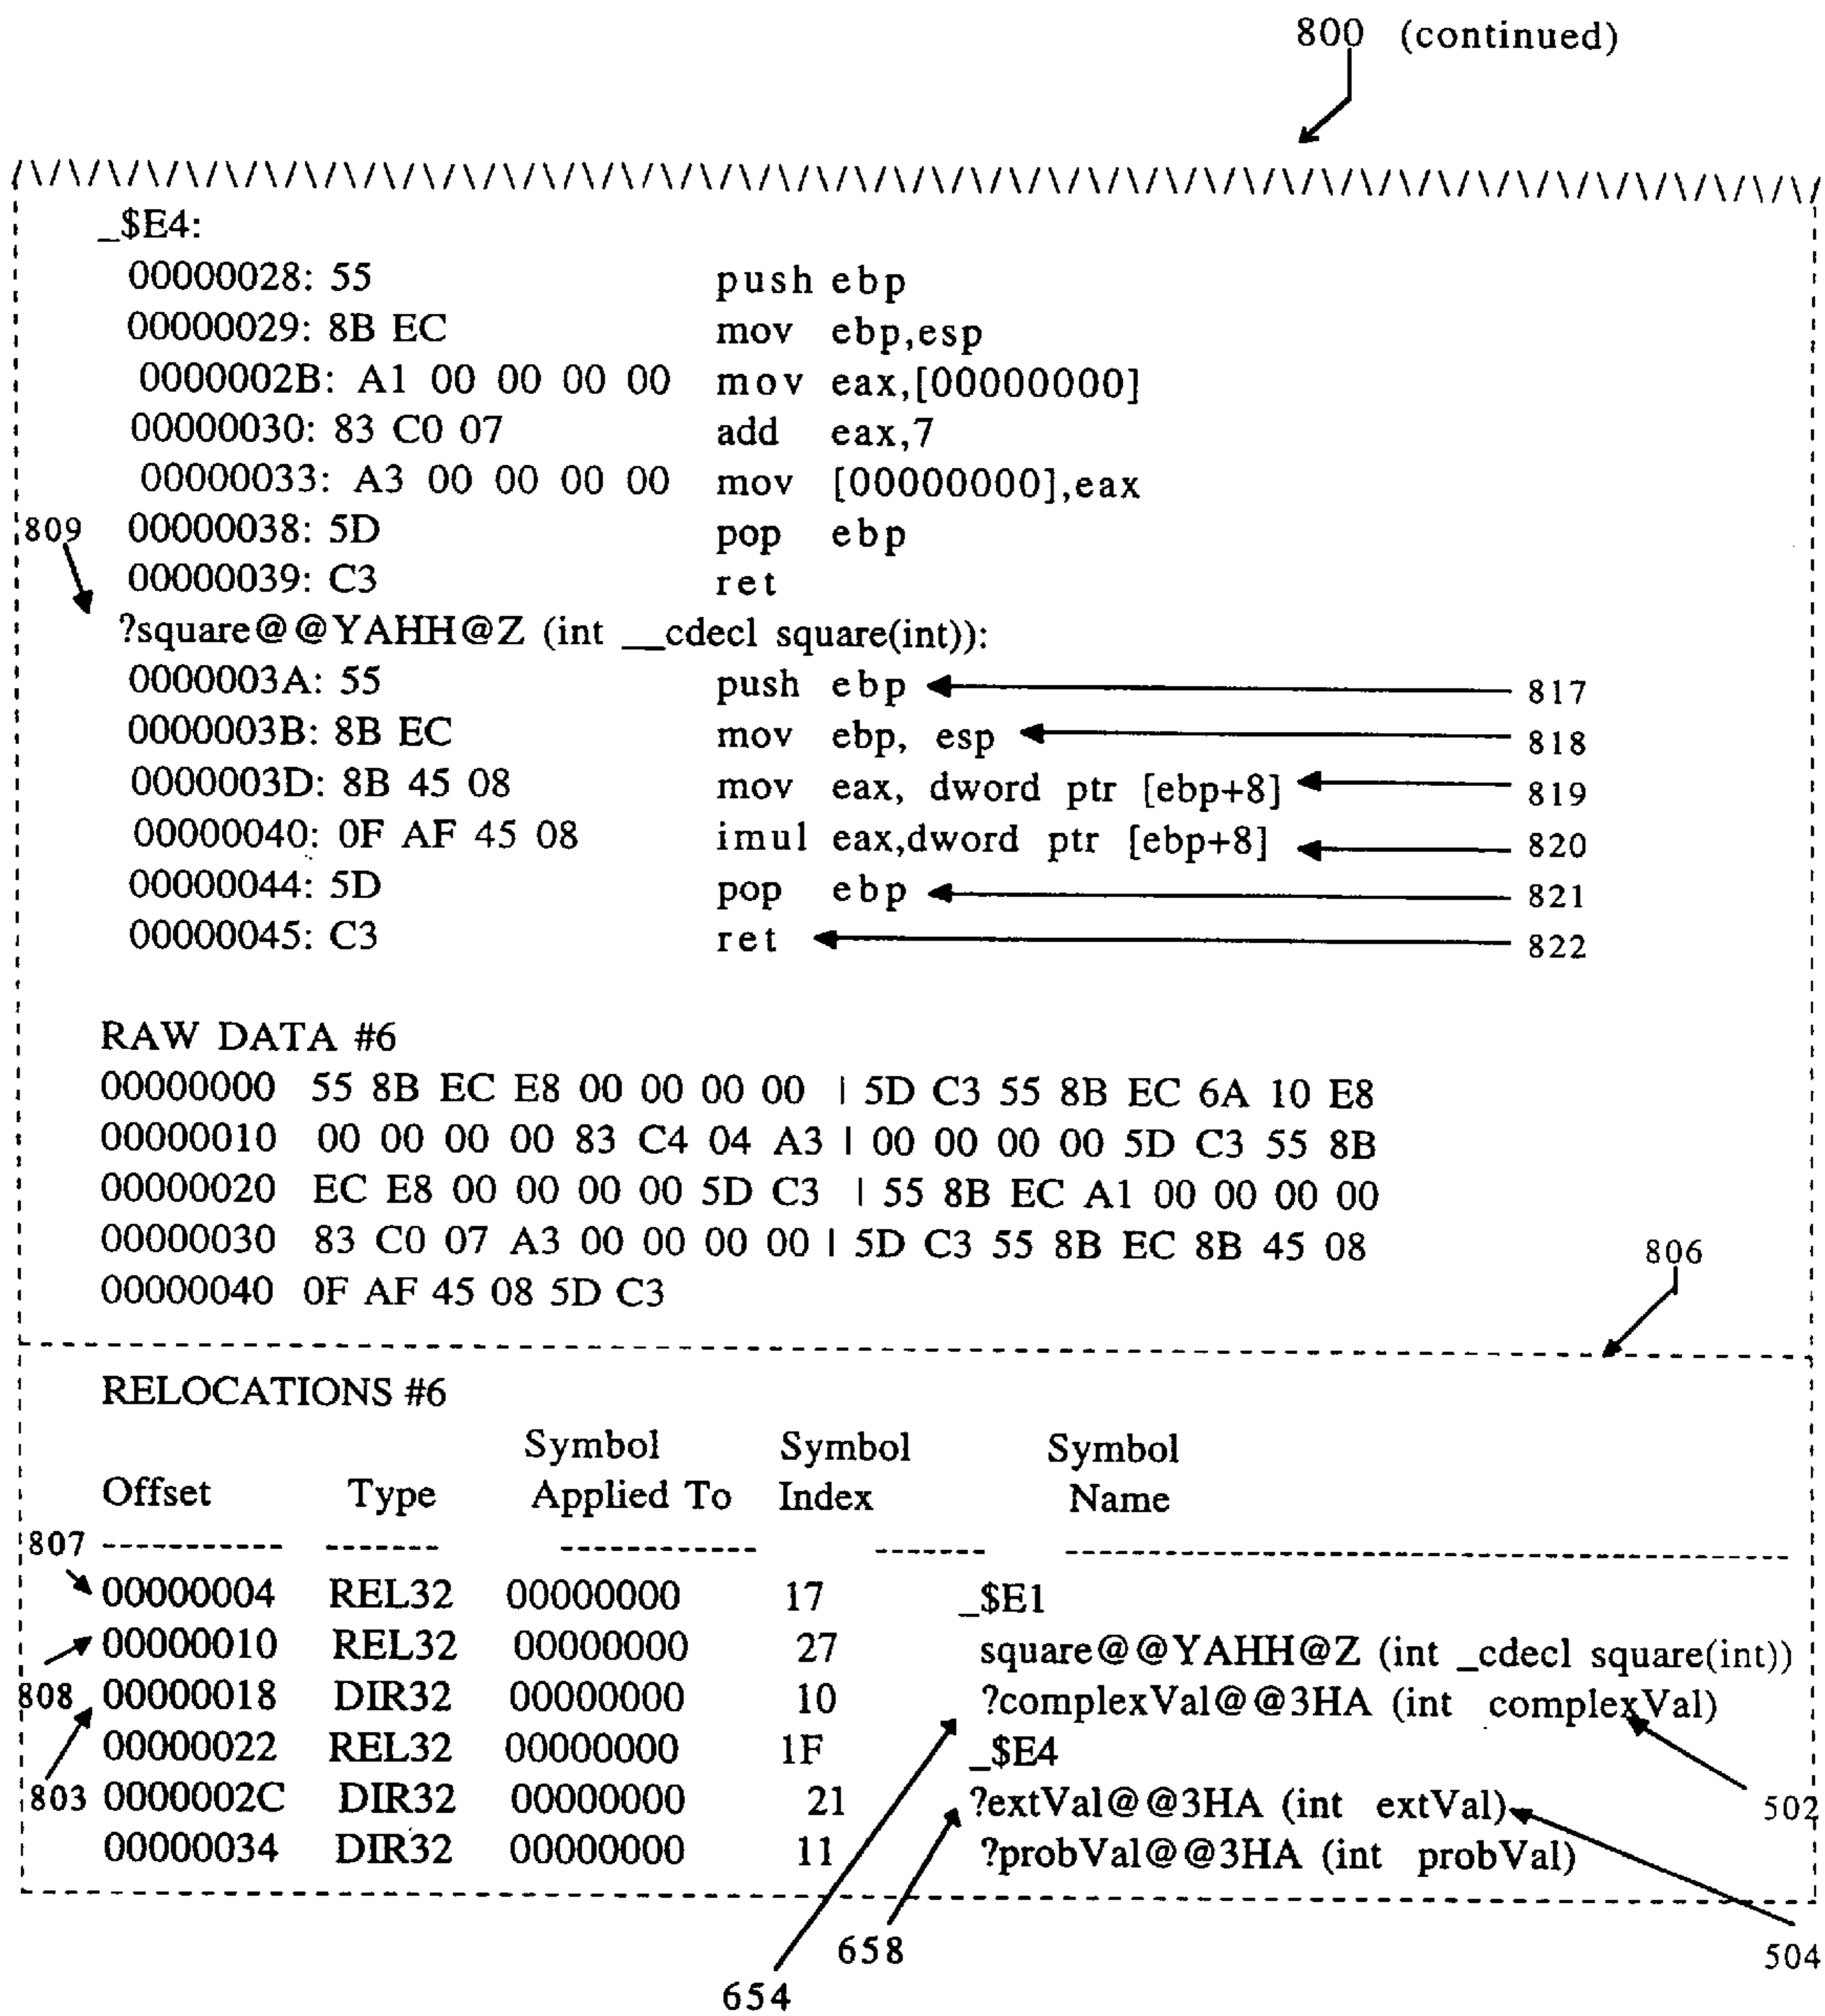 800 (continued)
/\/\/\/\/\/\/\/\/\/\/\/\/\/\/\/\/\/\/\/\/\/\/\/\/\/\/\/\/\/\/\/\/\/\/\/\/\/\/\/\/\/\/\/\/\/\/
_$E4:
00000028: 55 push ebp
00000029: 8B EC mov ebp,esp
0000002B: A1 00 00 00 00 mov eax,[00000000]
00000030: 83 C0 07 add eax,7
00000033: A3 00 00 00 00 mov [00000000],eax
809 00000038: 5D pop ebp
00000039: C3 ret
?square@@YAHH@Z (int __cdecl square(int)):
0000003A: 55 push ebp 817
0000003B: 8B EC mov ebp, esp 818
0000003D: 8B 45 08 mov eax, dword ptr [ebp+8] 819
00000040: 0F AF 45 08 imul eax,dword ptr [ebp+8] 820
00000044: 5D pop ebp 821
00000045: C3 ret 822
RAW DATA #6
00000000 55 8B EC E8 00 00 00 00 | 5D C3 55 8B EC 6A 10 E8
00000010 00 00 00 00 83 C4 04 A3 | 00 00 00 00 5D C3 55 8B
00000020 EC E8 00 00 00 00 5D C3 | 55 8B EC A1 00 00 00 00
00000030 83 C0 07 A3 00 00 00 00 | 5D C3 55 8B EC 8B 45 08
806
00000040 0F AF 45 08 5D C3
RELOCATIONS #6
Symbol Symbol Symbol
Offset Type Applied To Index Name
807 ---------- ------- ----------- ------ ----------------------------------------
00000004 REL32 00000000 17 _$E1
00000010 REL32 00000000 27 square@@YAHH@Z (int _cdecl square(int))
808 00000018 DIR32 00000000 10 ?complexVal@@3HA (int complexVal)
00000022 REL32 00000000 1F _$E4
803 0000002C DIR32 00000000 21 ?extVal@@3HA (int extVal) 502
00000034 DIR32 00000000 11 ?probVal@@3HA (int probVal)
658 504
654